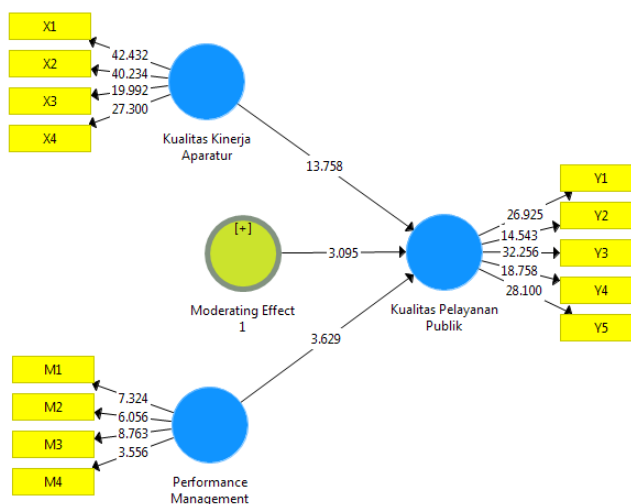 X1
X2
X3
X4
42.432
40.234
19.992
27.300
Kualitas Kinerja
Aparatur
13.758
[+]
Moderating Effect
1
3.095
Kualitas Pelayanan
Publik
26.925
14.543
32.256
18.758
28.100
Y1
Y2
Y3
Y4
Y5
3.629
M1
M2
M3
M4
7.324
6.056
8.763
3.556
Performance
Management